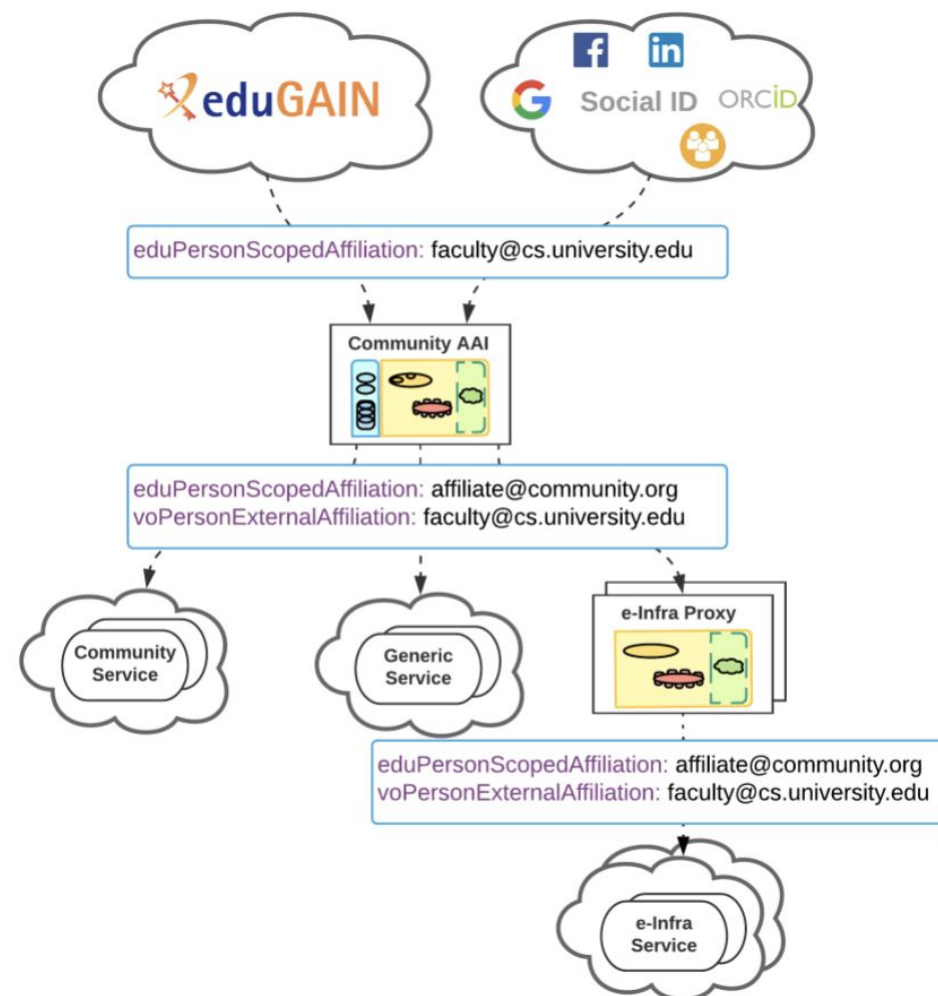 eduGAIN
Social ID
ORCID
eduPersonScopedAffiliation: faculty@cs.university.edu
Community AAI
eduPersonScopedAffiliation: affiliate@community.org
voPersonExternalAffiliation: faculty@cs.university.edu
Community
Service
Generic
Service
e-Infra Proxy
eduPersonScopedAffiliation: affiliate@community.org
voPersonExternalAffiliation: faculty@cs.university.edu
e-Infra
Service